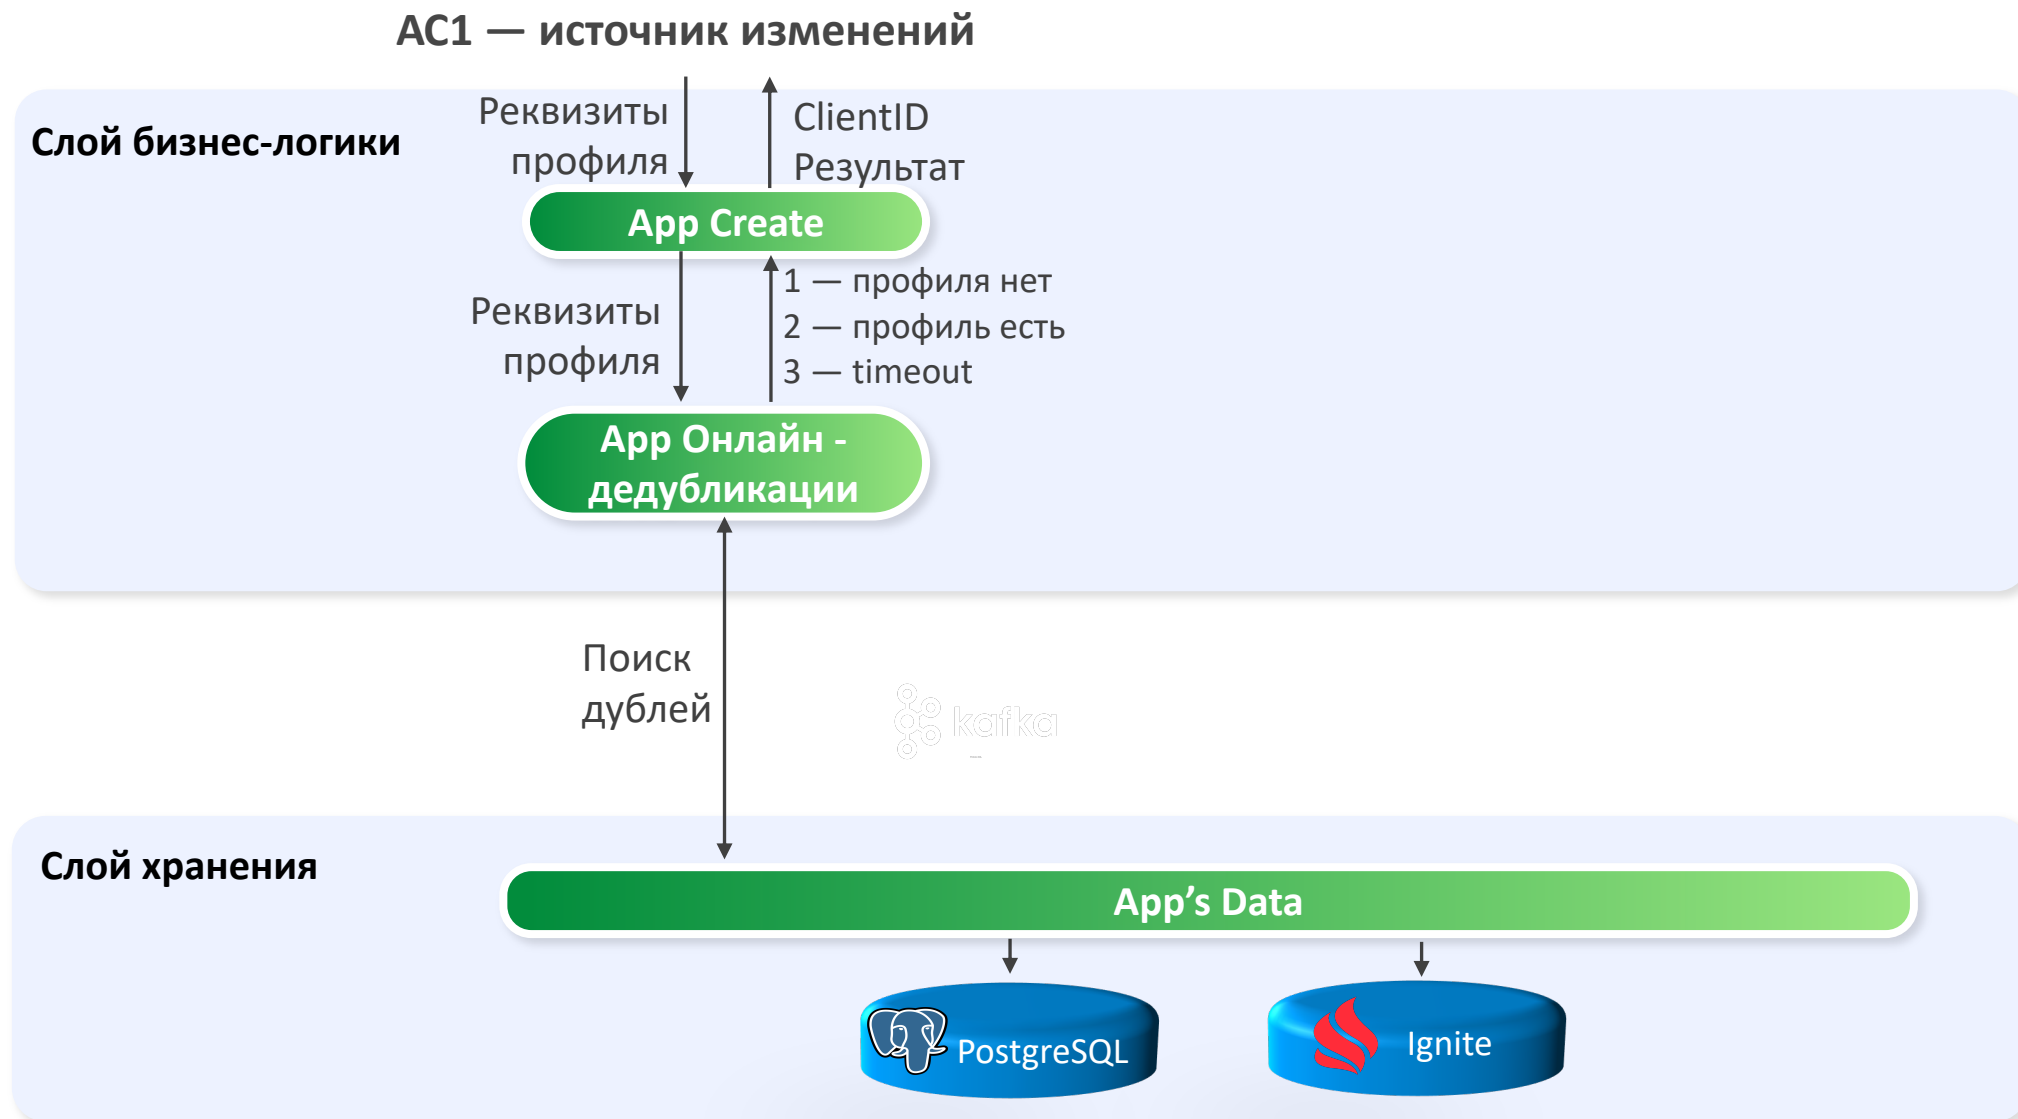 АС1 — источник изменений
Слой бизнес-логики
Реквизиты
профиля
ClientID
Результат
App Create
Реквизиты
профиля
1 — профиля нет
2 — профиль есть
3 — timeout
App Онлайн -
дедубликации
Поиск
дублей
kafka
Слой хранения
App’s Data
PostgreSQL
Ignite